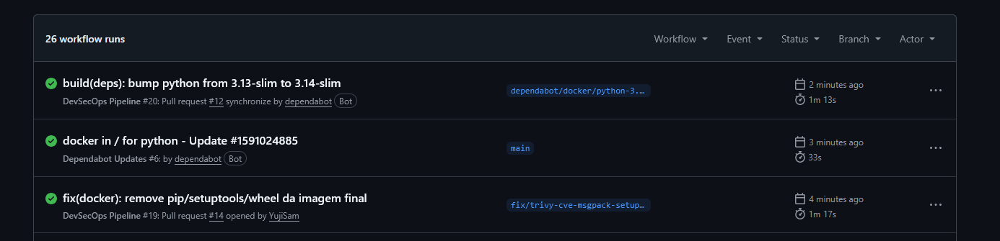 26 workflow runs
Workflow Event Status Branch Actor
build(deps): bump python from 3.13-slim to 3.14-slim
DevSecOps Pipeline #20: Pull request #12 synchronize by dependabot Bot
dependabot/docker/python-3.…
2 minutes ago
1m 13s
docker in / for python - Update #1591024885
Dependabot Updates #6: by dependabot Bot
main
3 minutes ago
33s
fix(docker): remove pip/setuptools/wheel da imagem final
DevSecOps Pipeline #19: Pull request #14 opened by YujiSam
fix/trivy-cve-msgpack-setup…
4 minutes ago
1m 17s